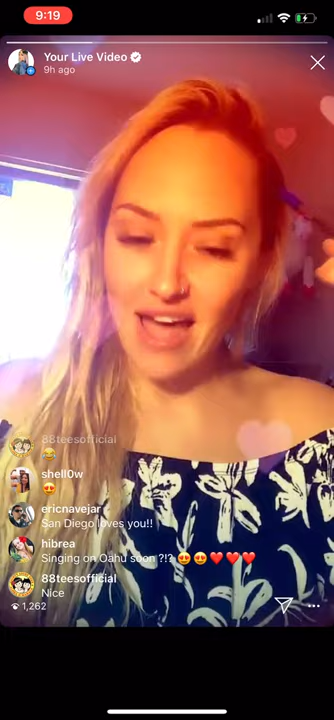 9:19
Your Live Video
9h ago
88teesofficial
😂
shell0w
😍
ericnavejar
San Diego loves you!!
hibrea
Singing on Oahu soon ?!? 😍😍❤️❤️❤️
88teesofficial
Nice
1,262